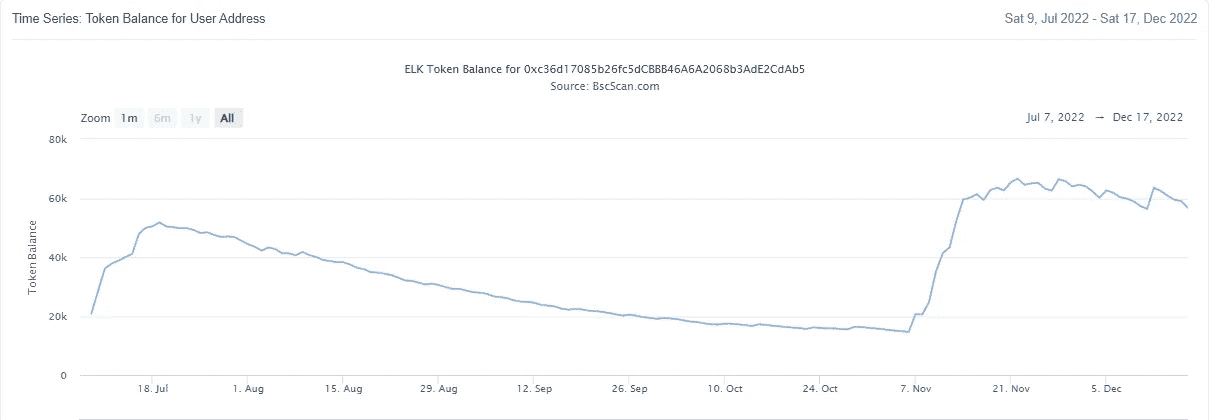 Time Series: Token Balance for User Address
Sat 9, Jul 2022 - Sat 17, Dec 2022
ELK Token Balance for 0xc36d17085b26fc5dCBBB46A6A2068b3AdE2CdAb5
Source: BscScan.com
Zoom 1m 6m 1y All
Jul 7, 2022 → Dec 17, 2022
Token Balance
80k
60k
40k
20k
0
18. Jul 1. Aug 15. Aug 29. Aug 12. Sep 26. Sep 10. Oct 24. Oct 7. Nov 21. Nov 5. Dec